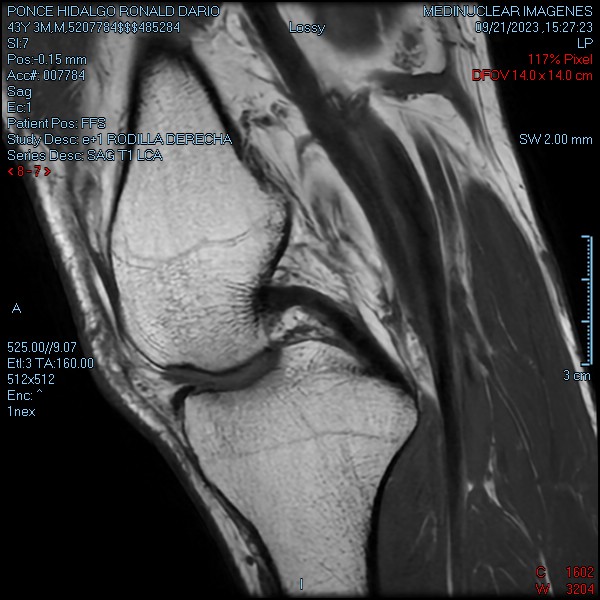 PONCE HIDALGO RONALD DARIO
43Y 3M,M,5207784$$$485284
SI:7
Pos:-0.15 mm
Acc#: 007784
Sag
Ec:1
Patient Pos: FFS
Study Desc: e+1 RODILLA DERECHA
Series Desc: SAG T1 LCA
< 8 - 7 >
Lossy
MEDINUCLEAR IMAGENES
09/21/2023 ,15:27:23
LP
117% Pixel
DFOV 14.0 x 14.0 cm
SW 2.00 mm
A
525.00//9.07
Etl:3 TA:160.00
512x512
Enc: ^
1nex
3 cm
I
C 1602
W 3204